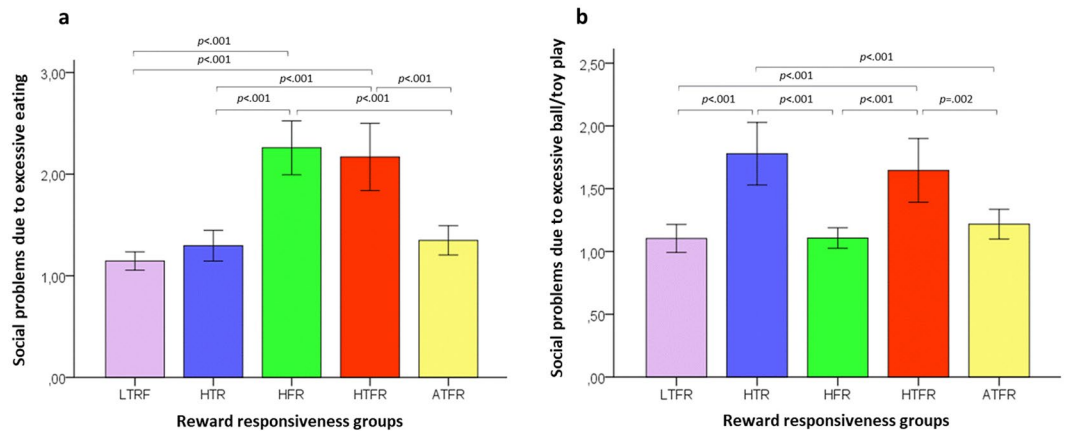 a
Social problems due to excessive eating
3,00
2,00
1,00
,00
p<.001
p<.001
p<.001 p<.001
p<.001 p<.001
LTRF HTR HFR HTFR ATFR
Reward responsiveness groups
b
Social problems due to excessive ball/toy play
2,50
2,00
1,50
1,00
,50
,00
p<.001
p<.001
p<.001 p<.001 p<.001 p=.002
LTFR HTR HFR HTFR ATFR
Reward responsiveness groups